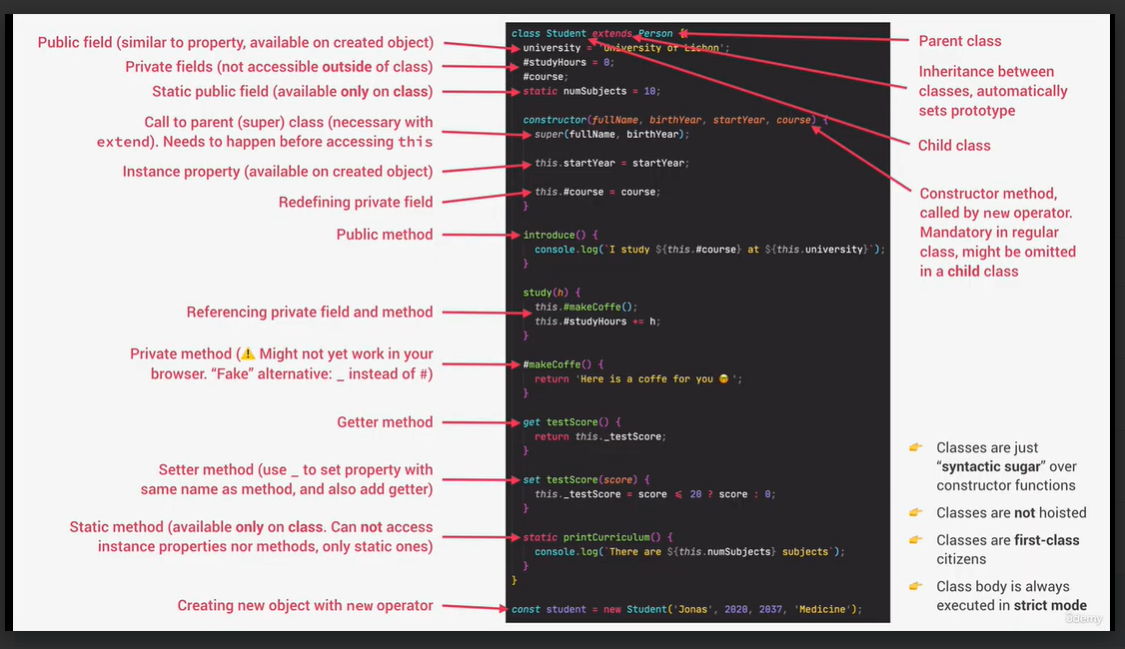 Public field (similar to property, available on created object)
Private fields (not accessible outside of class)
Static public field (available only on class)
Call to parent (super) class (necessary with
extend). Needs to happen before accessing this
Instance property (available on created object)
Redefining private field
Public method
Referencing private field and method
Private method (⚠️ Might not yet work in your
browser. “Fake” alternative: _ instead of #)
Getter method
Setter method (use _ to set property with
same name as method, and also add getter)
Static method (available only on class. Can not access
instance properties nor methods, only static ones)
Creating new object with new operator
class Student extends Person {
university = 'University of Lisbon';
#studyHours = 0;
#course;
static numSubjects = 10;
constructor(fullName, birthYear, startYear, course) {
super(fullName, birthYear);
this.startYear = startYear;
this.#course = course;
}
introduce() {
console.log(`I study ${this.#course} at ${this.university}`);
}
study(h) {
this.#makeCoffe();
this.#studyHours += h;
}
#makeCoffe() {
return 'Here is a coffe for you 😎 ';
}
get testScore() {
return this._testScore;
}
set testScore(score) {
this._testScore = score ≤ 20 ? score : 0;
}
static printCurriculum() {
console.log(`There are ${this.numSubjects} subjects`);
}
}
const student = new Student('Jonas', 2020, 2037, 'Medicine');
Parent class
Inheritance between
classes, automatically
sets prototype
Child class
Constructor method,
called by new operator.
Mandatory in regular
class, might be omitted
in a child class
👉 Classes are just
“syntactic sugar” over
constructor functions
👉 Classes are not hoisted
👉 Classes are first-class
citizens
👉 Class body is always
executed in strict mode
ûdemy